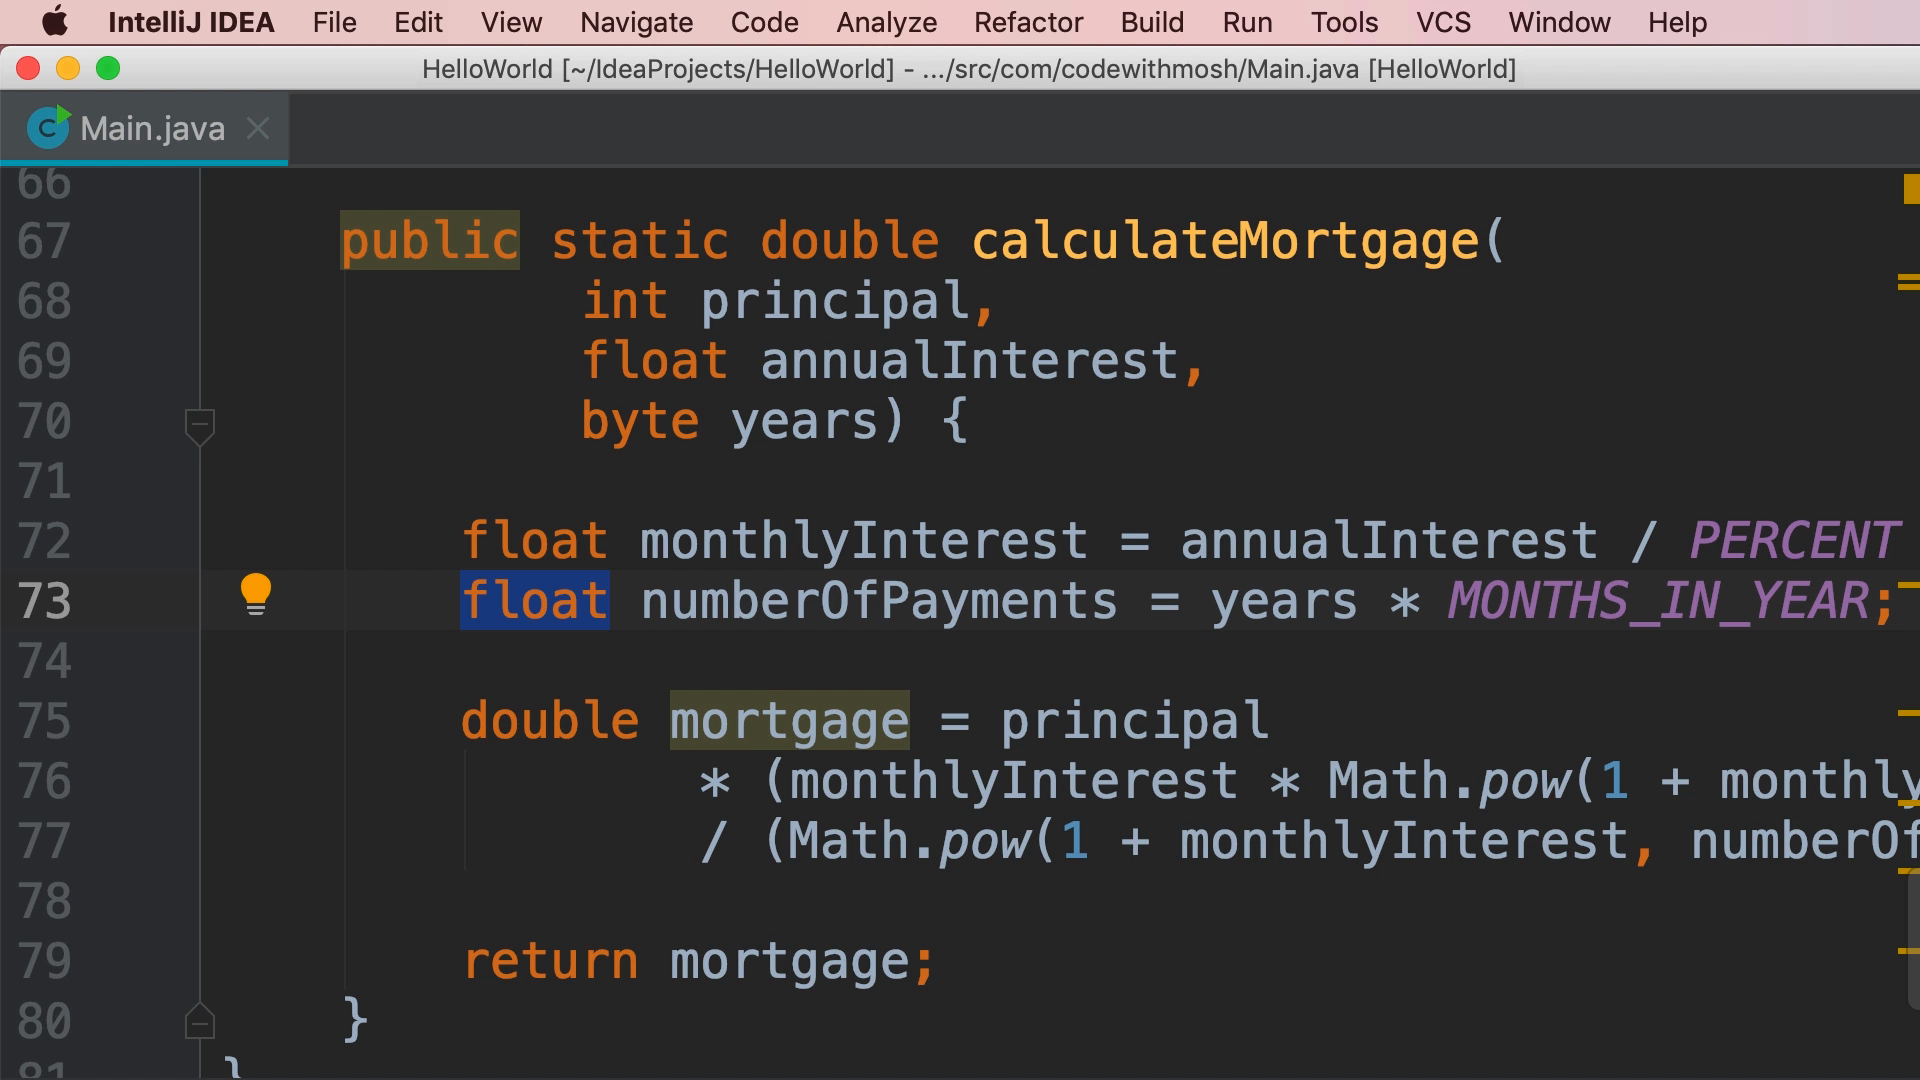 IntelliJ IDEA File Edit View Navigate Code Analyze Refactor Build Run Tools VCS Window Help
HelloWorld [~/IdeaProjects/HelloWorld] - .../src/com/codewithmosh/Main.java [HelloWorld]
C Main.java
66
67 public static double calculateMortgage(
68 int principal,
69 float annualInterest,
70 byte years) {
71
72 float monthlyInterest = annualInterest / PERCENT
73 float numberOfPayments = years * MONTHS_IN_YEAR;
74
75 double mortgage = principal
76 * (monthlyInterest * Math.pow(1 + monthly
77 / (Math.pow(1 + monthlyInterest, numberOf
78
79 return mortgage;
80 }
81 }